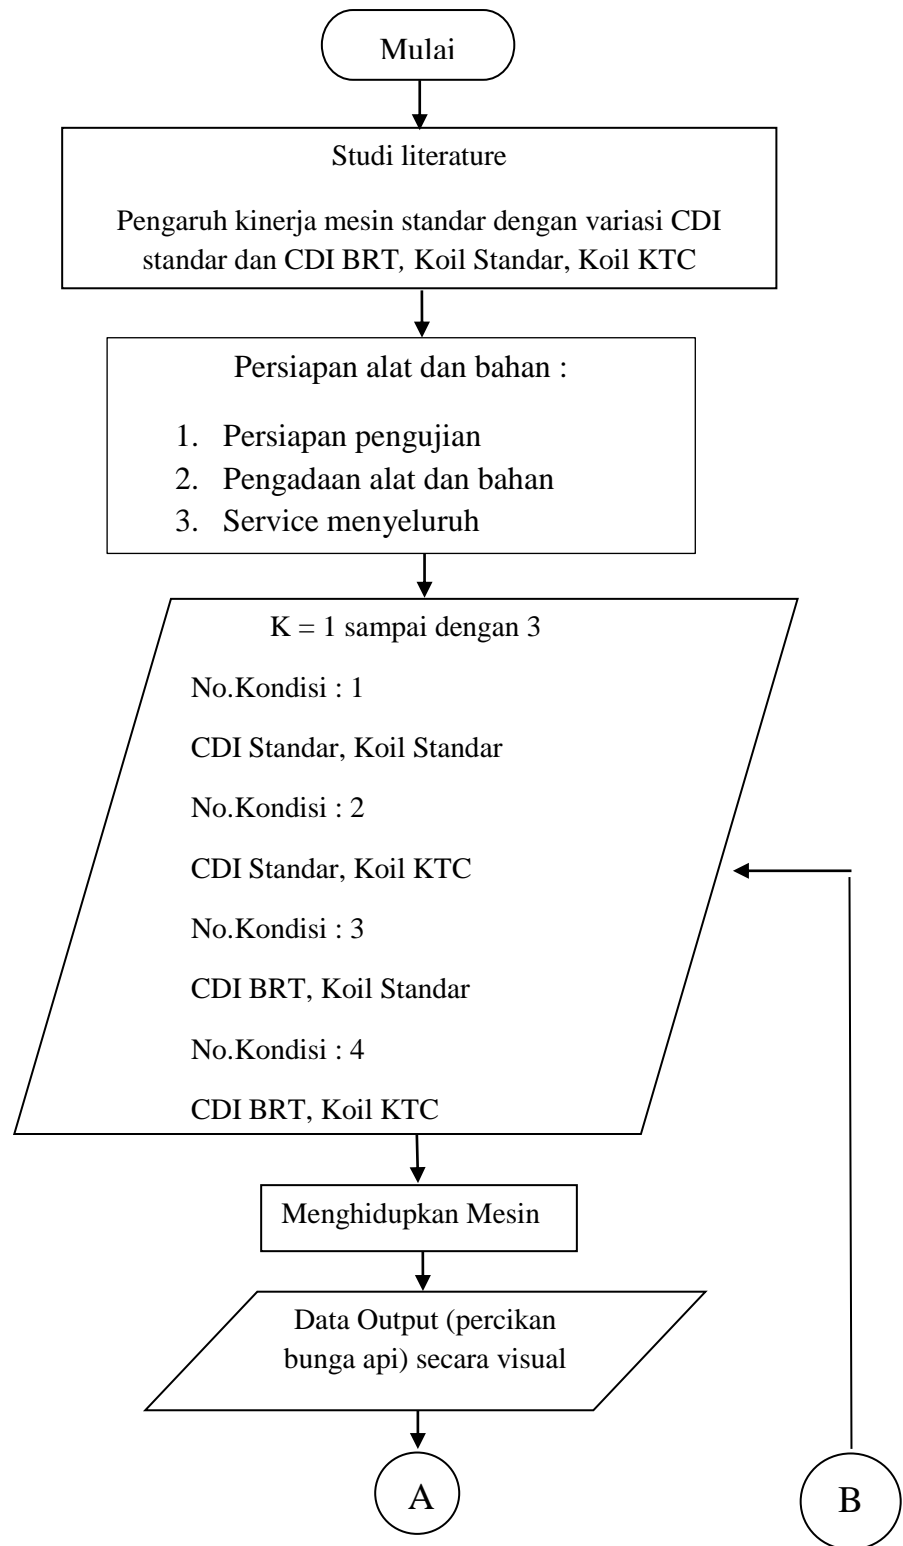 Mulai
Studi literature
Pengaruh kinerja mesin standar dengan variasi CDI
standar dan CDI BRT, Koil Standar, Koil KTC
Persiapan alat dan bahan :
1. Persiapan pengujian
2. Pengadaan alat dan bahan
3. Service menyeluruh
K = 1 sampai dengan 3
No.Kondisi : 1
CDI Standar, Koil Standar
No.Kondisi : 2
CDI Standar, Koil KTC
No.Kondisi : 3
CDI BRT, Koil Standar
No.Kondisi : 4
CDI BRT, Koil KTC
Menghidupkan Mesin
Data Output (percikan
bunga api) secara visual
A
B